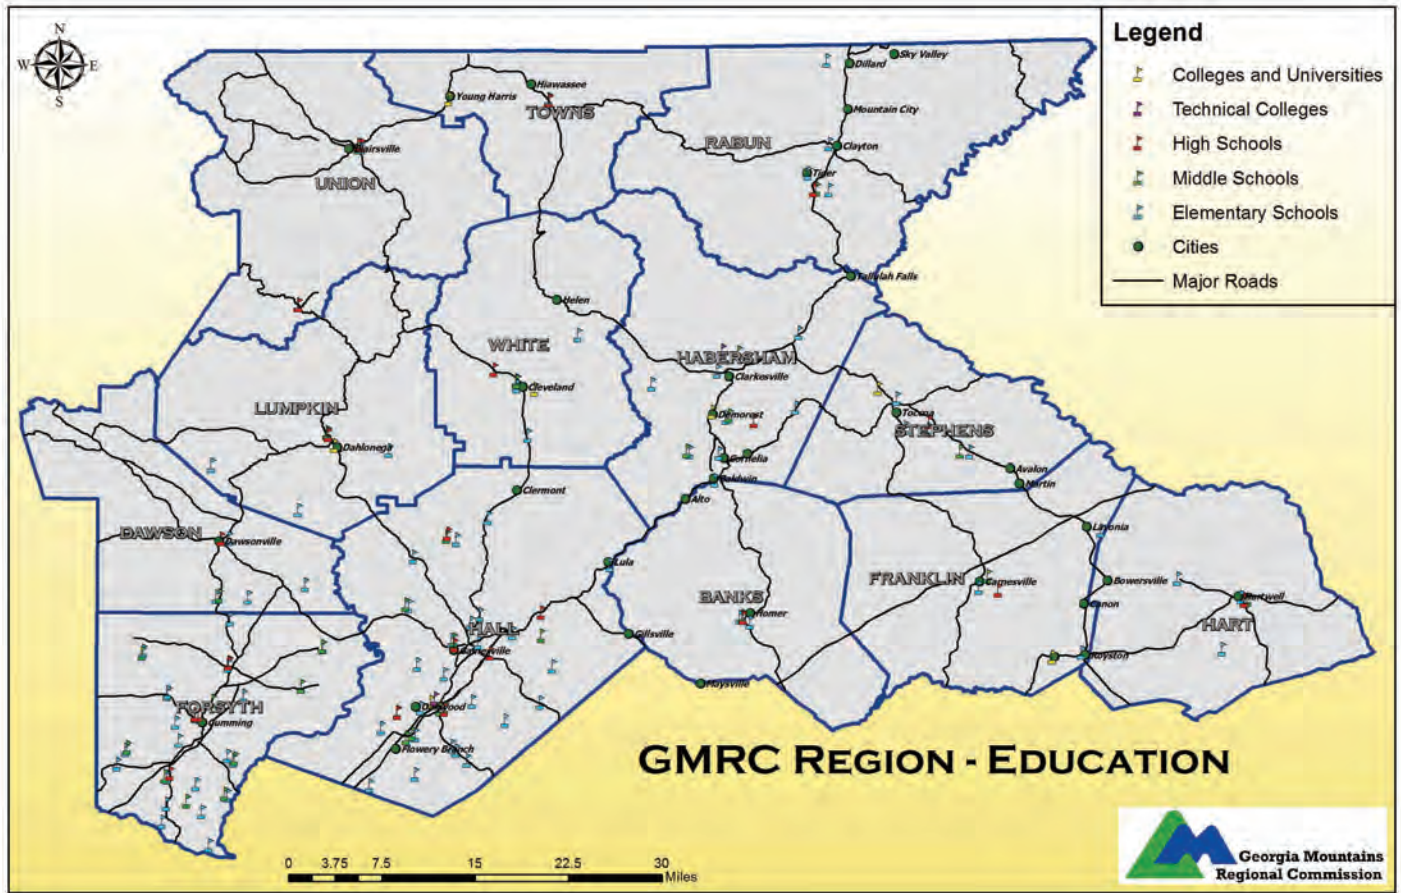 N
W E
S
Legend
Colleges and Universities
Technical Colleges
High Schools
Middle Schools
Elementary Schools
Cities
Major Roads
Sky Valley
Dillard
Hiawassee
Young Harris
TOWNS
Mountain City
RABUN
Clayton
Blairsville
UNION
Tiger
Tallulah Falls
Helen
WHITE
HABERSHAM
Clarkesville
Cleveland
LUMPKIN
Demorest
Toccoa
STEPHENS
Dahlonega
Cornelia
Avalon
Baldwin
Martin
Clermont
Alto
DAWSON
Dawsonville
Lavonia
Lula
FRANKLIN
Carnesville
Bowersville
BANKS
Homer
Canon
Hartwell
HART
HALL
Gillsville
Gainesville
Royston
Maysville
FORSYTH
Oakwood
Cumming
Flowery Branch
GMRC REGION - EDUCATION
0 3.75 7.5 15 22.5 30
Miles
Georgia Mountains
Regional Commission